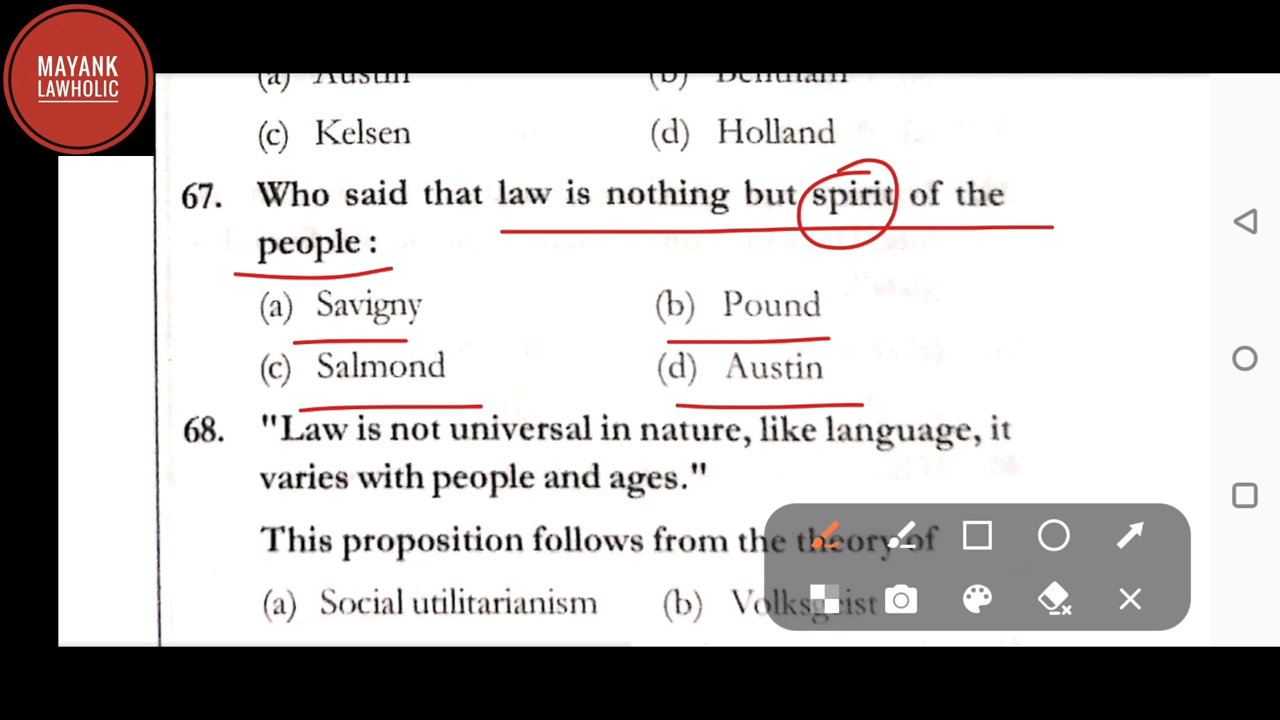 MAYANK
LAWHOLIC
(a) Austin (b) Bentham
(c) Kelsen (d) Holland
67. Who said that law is nothing but spirit of the
people :
(a) Savigny (b) Pound
(c) Salmond (d) Austin
68. "Law is not universal in nature, like language, it
varies with people and ages."
This proposition follows from the theory of
(a) Social utilitarianism (b) Volksgeist